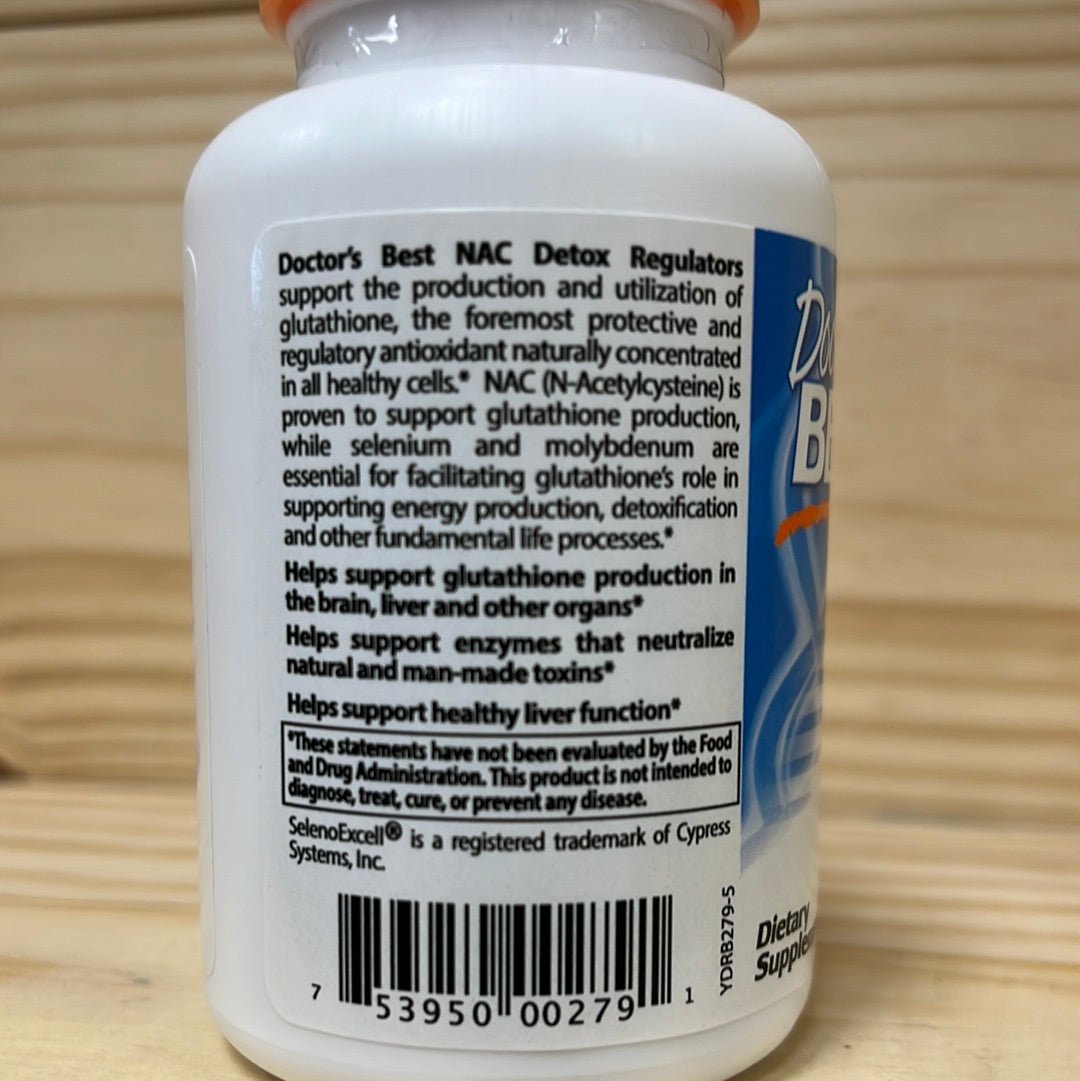 Doctor's Best NAC Detox Regulators
support the production and utilization of
glutathione, the foremost protective and
regulatory antioxidant naturally concentrated
in all healthy cells.* NAC (N-Acetylcysteine) is
proven to support glutathione production,
while selenium and molybdenum are
essential for facilitating glutathione's role in
supporting energy production, detoxification
and other fundamental life processes.*
Helps support glutathione production in
the brain, liver and other organs*
Helps support enzymes that neutralize
natural and man-made toxins*
Helps support healthy liver function*
*These statements have not been evaluated by the Food
and Drug Administration. This product is not intended to
diagnose, treat, cure, or prevent any disease.
SelenoExcell® is a registered trademark of Cypress
Systems, Inc.
7 53950 00279 1
YDRB279-5
Dietary